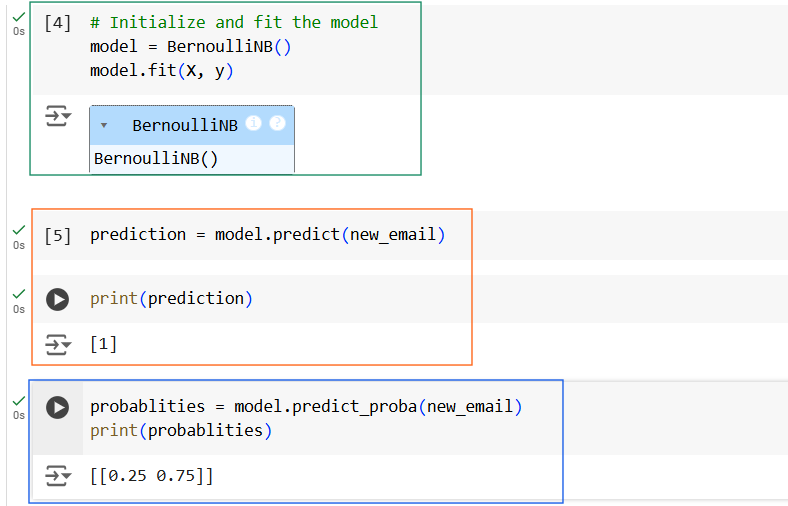 0s
[4] # Initialize and fit the model
model = BernoulliNB()
model.fit(X, y)
BernoulliNB i ?
BernoulliNB()
0s
[5] prediction = model.predict(new_email)
0s
print(prediction)
[1]
0s
probablities = model.predict_proba(new_email)
print(probablities)
[[0.25 0.75]]